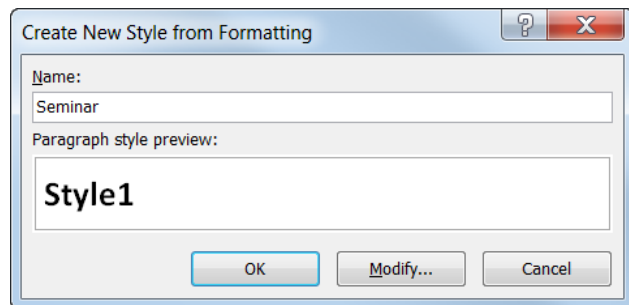 Create New Style from Formatting
?
X
Name:
Seminar
Paragraph style preview:
Style1
OK Modify... Cancel